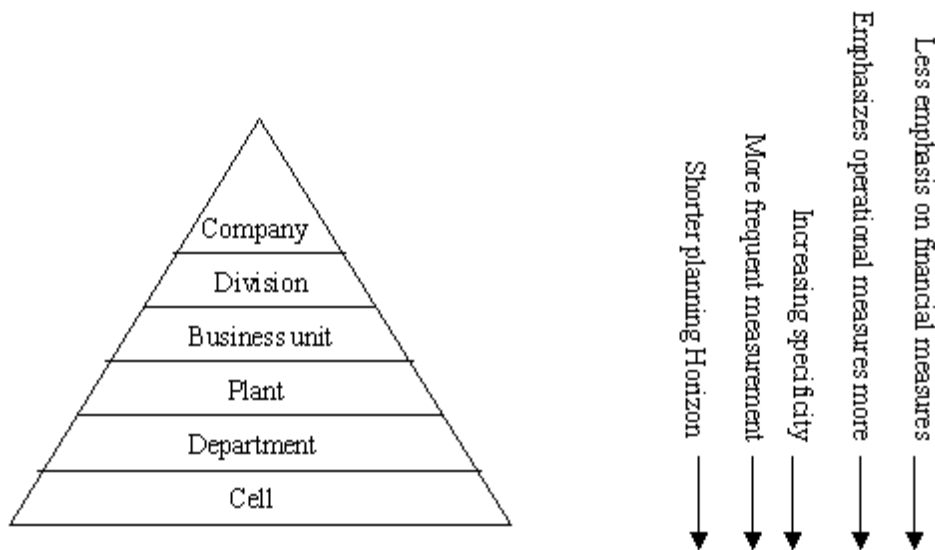 Company
Division
Business unit
Plant
Department
Cell
Shorter planning Horizon
More frequent measurement
Increasing specificity
Emphasizes operational measures more
Less emphasis on financial measures